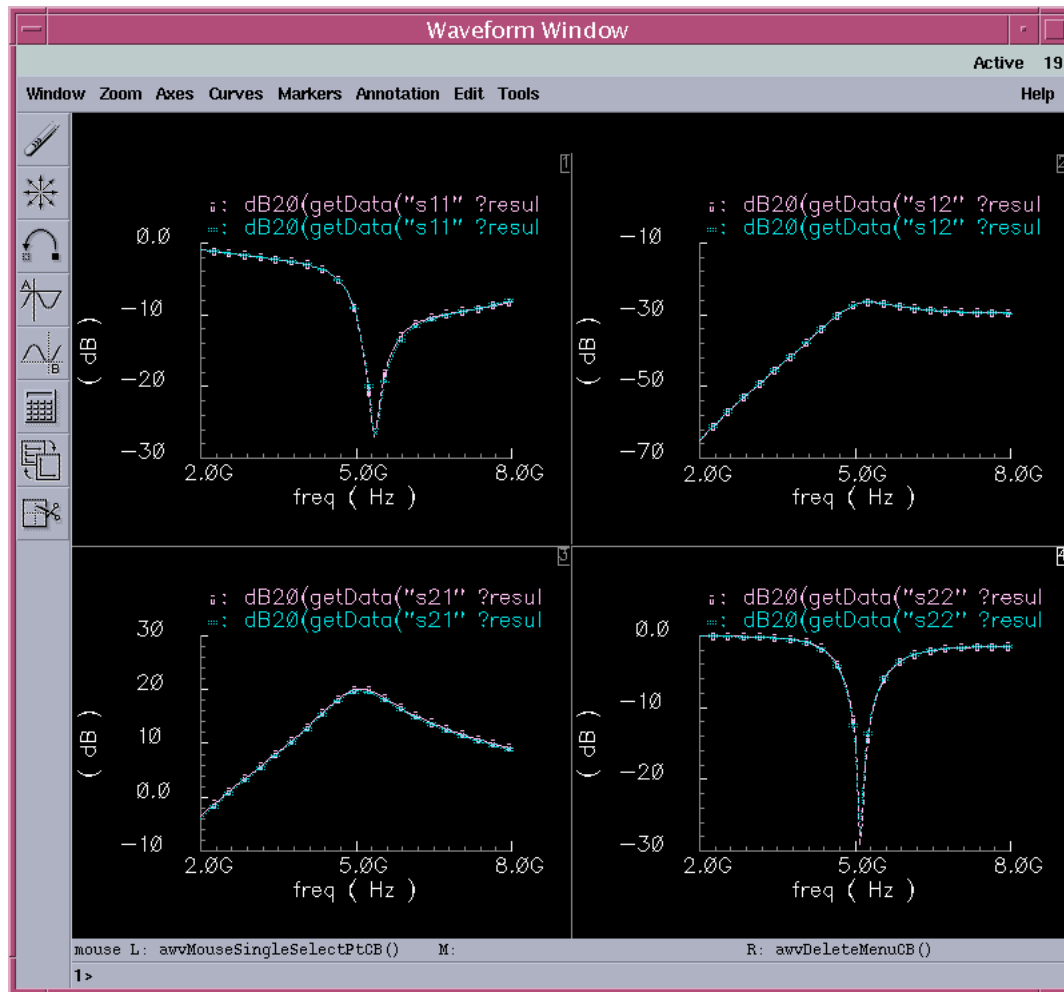 Waveform Window
Active 19
Window Zoom Axes Curves Markers Annotation Edit Tools Help
1
dB20(getData("s11" ?resul
dB20(getData("s11" ?resul
0.0
-10
-20
-30
( dB )
2.0G 5.0G 8.0G
freq ( Hz )
2
dB20(getData("s12" ?resul
dB20(getData("s12" ?resul
-10
-30
-50
-70
( dB )
2.0G 5.0G 8.0G
freq ( Hz )
3
dB20(getData("s21" ?resul
dB20(getData("s21" ?resul
30
20
10
0.0
-10
( dB )
2.0G 5.0G 8.0G
freq ( Hz )
4
dB20(getData("s22" ?resul
dB20(getData("s22" ?resul
0.0
-10
-20
-30
( dB )
2.0G 5.0G 8.0G
freq ( Hz )
mouse L: awvMouseSingleSelectPtCB() M: R: awvDeleteMenuCB()
1>